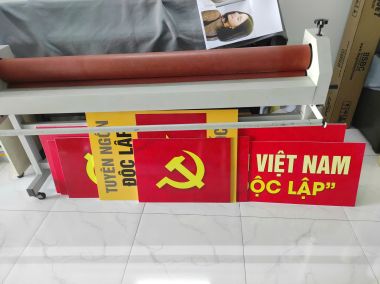 TUYÊN NGÔN
ĐỘC LẬP
VIỆT NAM
ĐỘC LẬP”